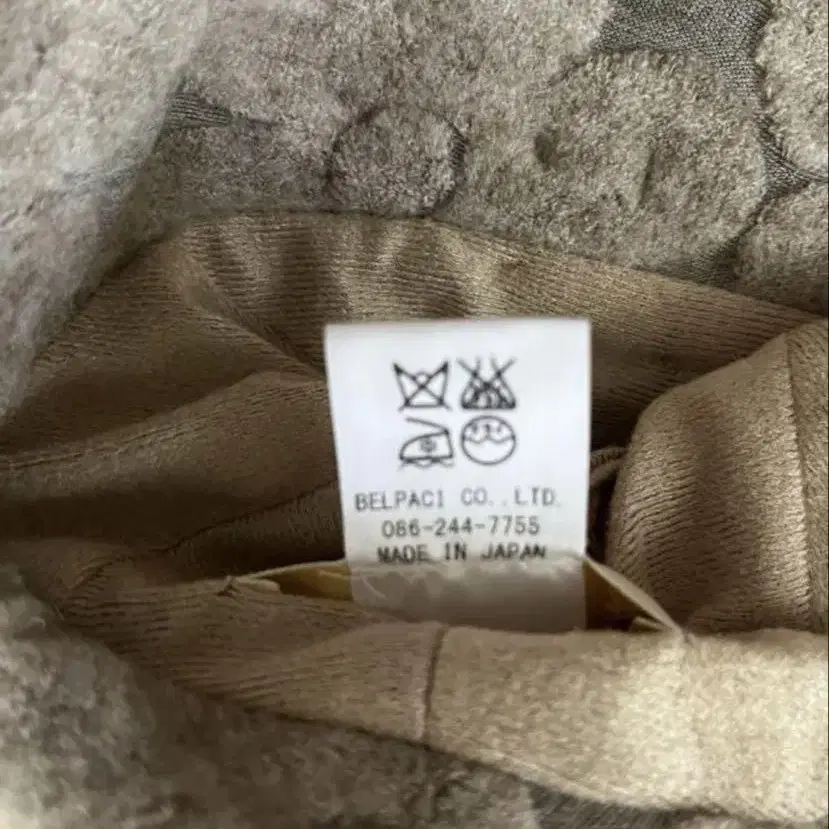 BELPACI CO.,LTD.
086-244-7755
MADE IN JAPAN